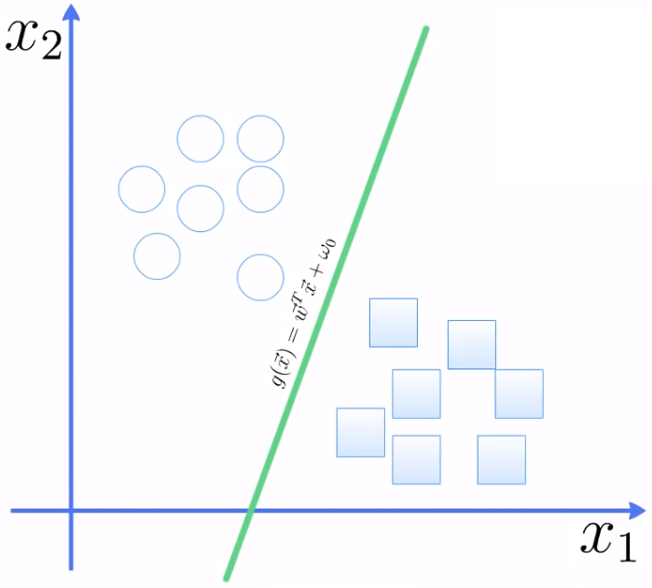 x₂
g(x⃗) = w⃗ᵀx⃗ + ω₀
x₁